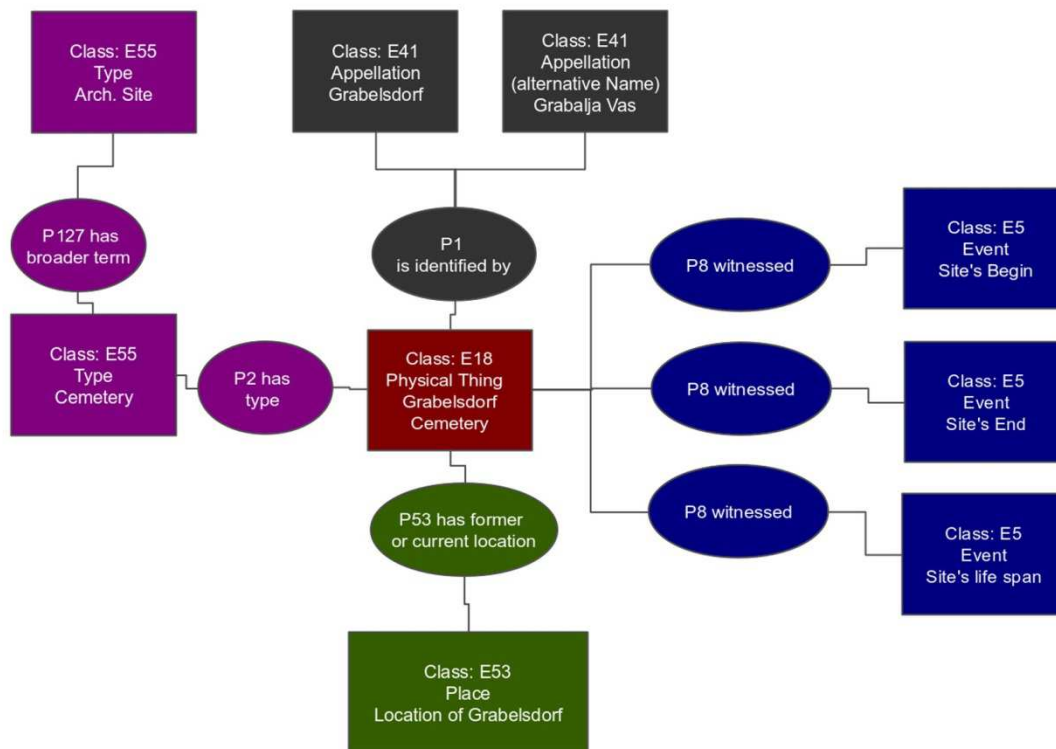 Class: E55
Type
Arch. Site
Class: E41
Appellation
Grabelsdorf
Class: E41
Appellation
(alternative Name)
Grabalja Vas
P127 has
broader term
P1
is identified by
P8 witnessed
Class: E5
Event
Site's Begin
Class: E55
Type
Cemetery
P2 has
type
Class: E18
Physical Thing
Grabelsdorf
Cemetery
P8 witnessed
Class: E5
Event
Site's End
P53 has former
or current location
P8 witnessed
Class: E5
Event
Site's life span
Class: E53
Place
Location of Grabelsdorf